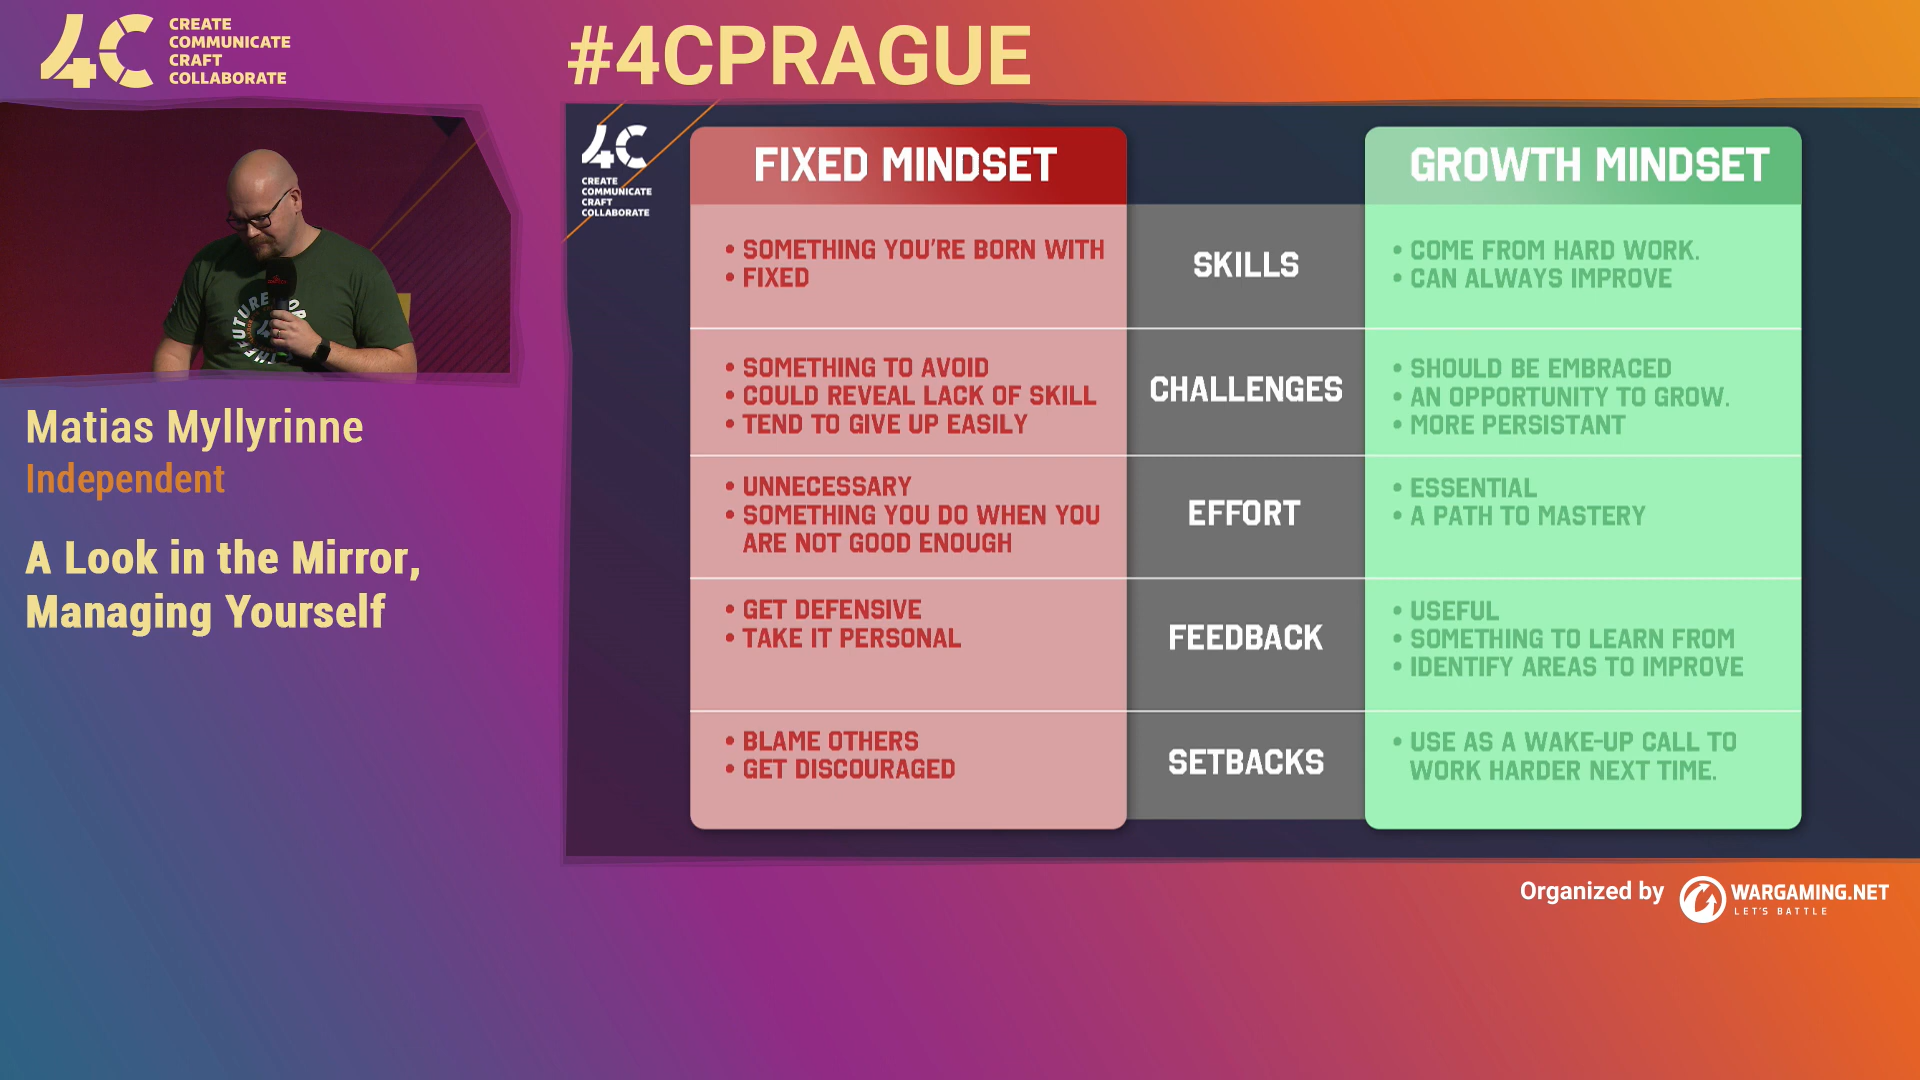 4C
CREATE
COMMUNICATE
CRAFT
COLLABORATE
#4CPRAGUE
Matias Myllyrinne
Independent
A Look in the Mirror,
Managing Yourself
4C
CREATE
COMMUNICATE
CRAFT
COLLABORATE
FIXED MINDSET
GROWTH MINDSET
• SOMETHING YOU'RE BORN WITH
• FIXED
SKILLS
• COME FROM HARD WORK.
• CAN ALWAYS IMPROVE
• SOMETHING TO AVOID
• COULD REVEAL LACK OF SKILL
• TEND TO GIVE UP EASILY
CHALLENGES
• SHOULD BE EMBRACED
• AN OPPORTUNITY TO GROW.
• MORE PERSISTANT
• UNNECESSARY
• SOMETHING YOU DO WHEN YOU
ARE NOT GOOD ENOUGH
EFFORT
• ESSENTIAL
• A PATH TO MASTERY
• GET DEFENSIVE
• TAKE IT PERSONAL
FEEDBACK
• USEFUL
• SOMETHING TO LEARN FROM
• IDENTIFY AREAS TO IMPROVE
• BLAME OTHERS
• GET DISCOURAGED
SETBACKS
• USE AS A WAKE-UP CALL TO
WORK HARDER NEXT TIME.
Organized by
WARGAMING.NET
LET'S BATTLE